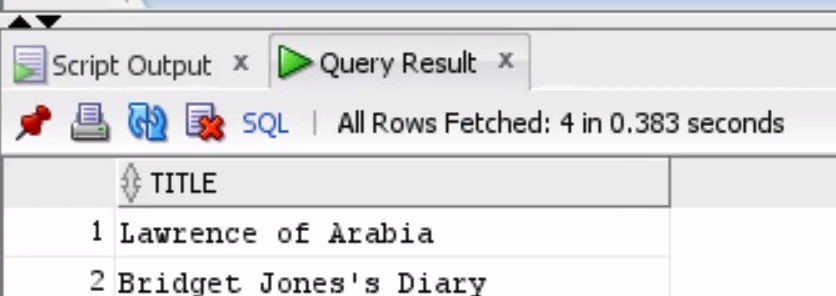 Script Output x Query Result x
SQL | All Rows Fetched: 4 in 0.383 seconds
TITLE
1 Lawrence of Arabia
2 Bridget Jones's Diary